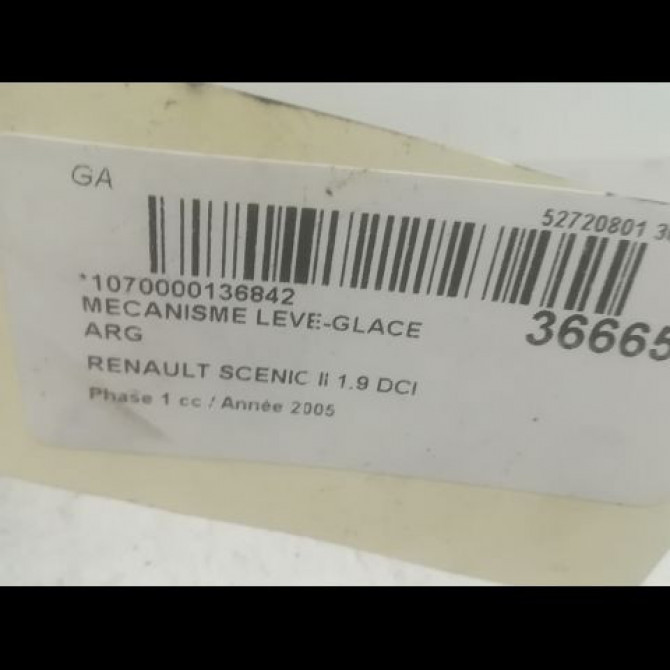 GA
52720801
*1070000136842
MECANISME LEVE-GLACE
36665
ARG
RENAULT SCENIC II 1.9 DCI
Phase 1 cc / Année 2005